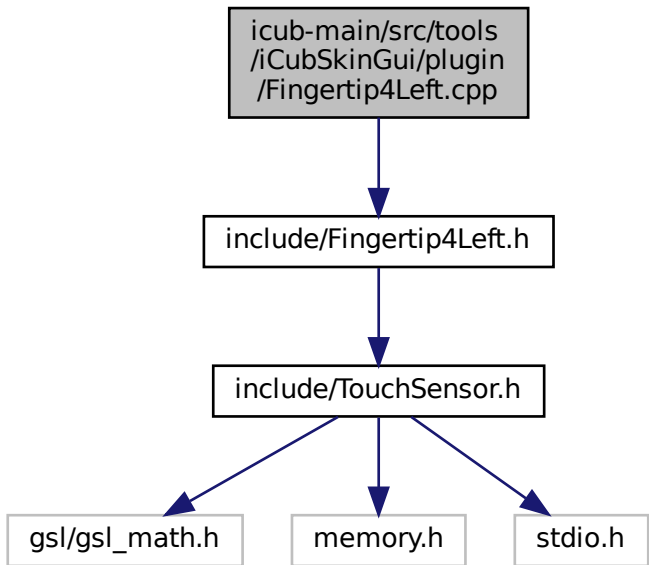 icub-main/src/tools
/iCubSkinGui/plugin
/Fingertip4Left.cpp
include/Fingertip4Left.h
include/TouchSensor.h
gsl/gsl_math.h
memory.h
stdio.h